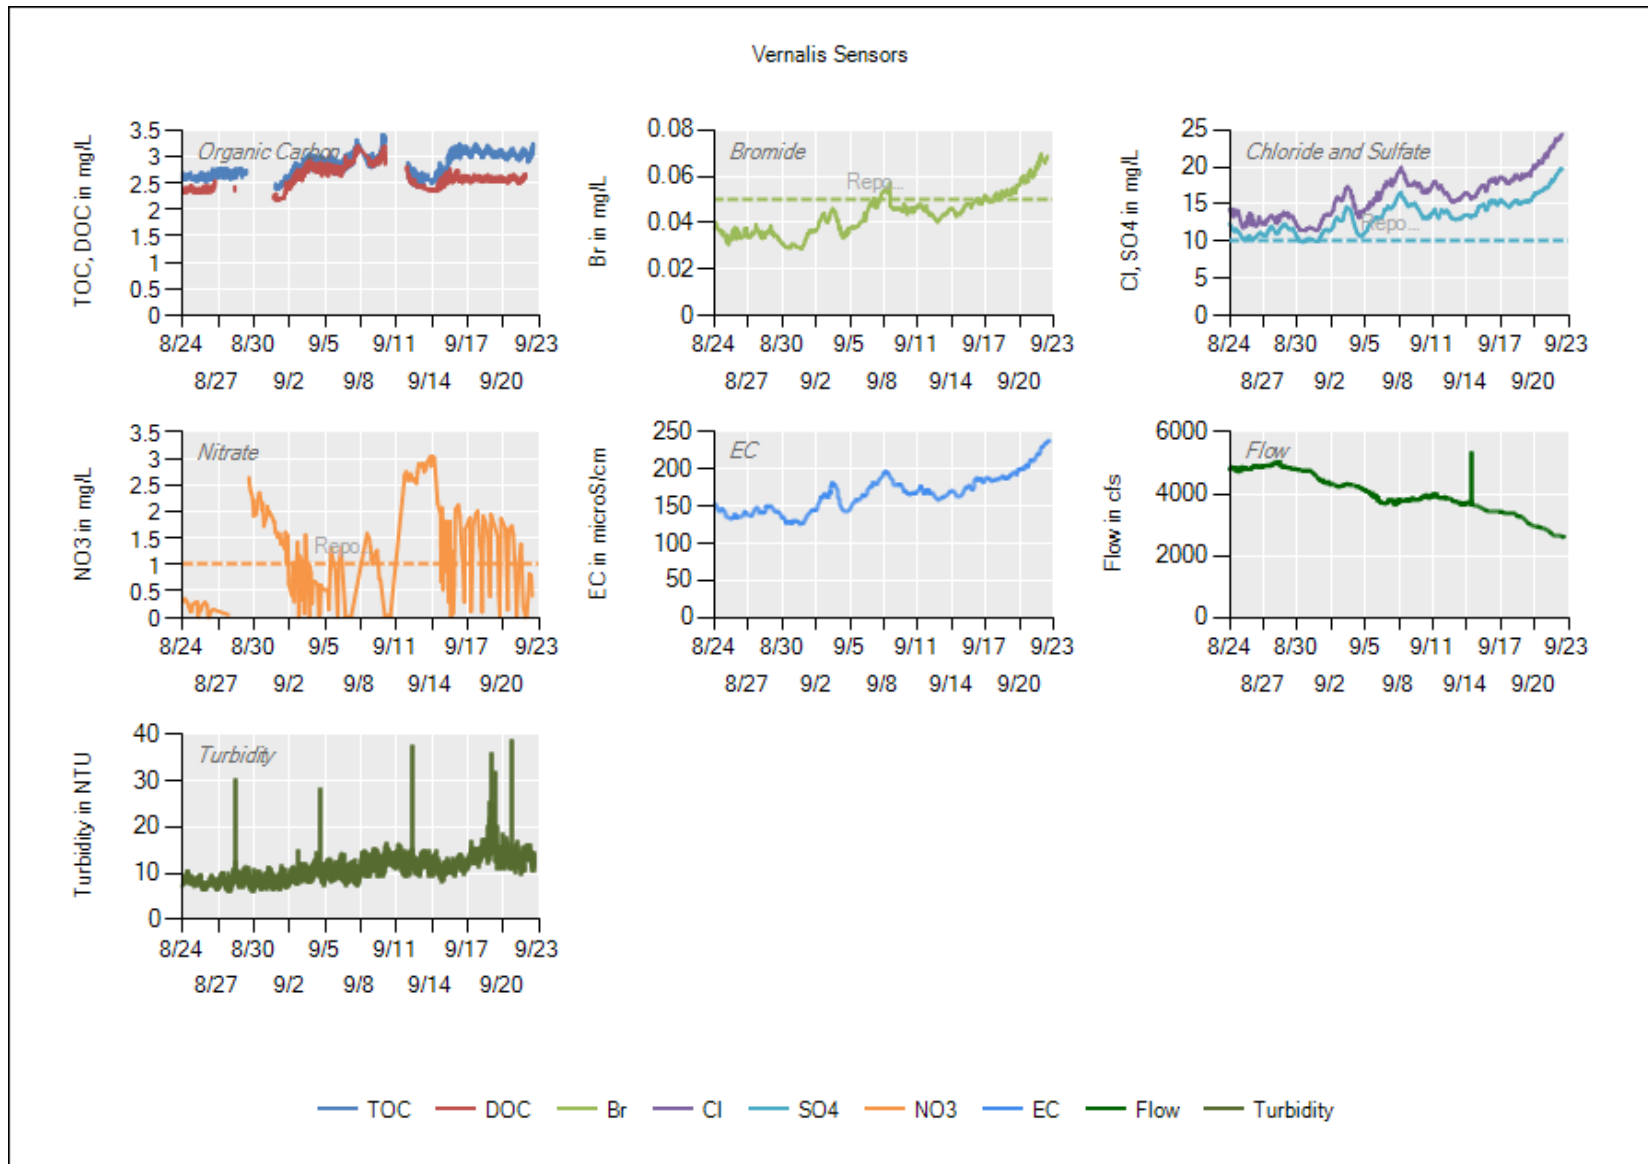 Vernalis Sensors
TOC, DOC in mg/L
3.5
3
2.5
2
1.5
1
0.5
0
Organic Carbon
8/24 8/30 9/5 9/11 9/17 9/23
8/27 9/2 9/8 9/14 9/20
Br in mg/L
0.08
0.06
0.04
0.02
0
Bromide
Repo...
8/24 8/30 9/5 9/11 9/17 9/23
8/27 9/2 9/8 9/14 9/20
Cl, SO4 in mg/L
25
20
15
10
5
0
Chloride and Sulfate
Repo...
8/24 8/30 9/5 9/11 9/17 9/23
8/27 9/2 9/8 9/14 9/20
NO3 in mg/L
3.5
3
2.5
2
1.5
1
0.5
0
Nitrate
Repo...
8/24 8/30 9/5 9/11 9/17 9/23
8/27 9/2 9/8 9/14 9/20
EC in microS/cm
250
200
150
100
50
0
EC
8/24 8/30 9/5 9/11 9/17 9/23
8/27 9/2 9/8 9/14 9/20
Flow in cfs
6000
4000
2000
0
Flow
8/24 8/30 9/5 9/11 9/17 9/23
8/27 9/2 9/8 9/14 9/20
Turbidity in NTU
40
30
20
10
0
Turbidity
8/24 8/30 9/5 9/11 9/17 9/23
8/27 9/2 9/8 9/14 9/20
TOC DOC Br Cl SO4 NO3 EC Flow Turbidity